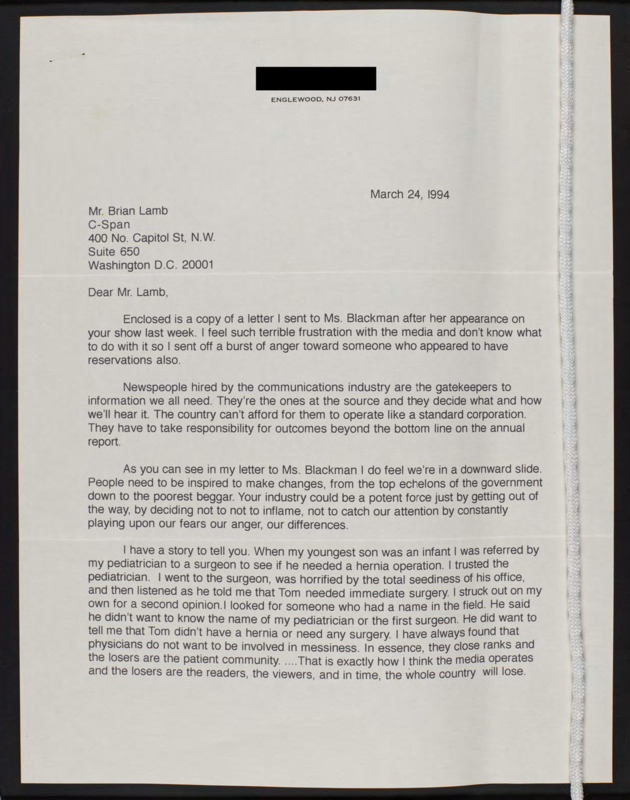 ENGLEWOOD, NJ 07631
March 24, 1994
Mr. Brian Lamb
C-Span
400 No. Capitol St, N.W.
Suite 650
Washington D.C. 20001
Dear Mr. Lamb,
Enclosed is a copy of a letter I sent to Ms. Blackman after her appearance on
your show last week. I feel such terrible frustration with the media and don't know what
to do with it so I sent off a burst of anger toward someone who appeared to have
reservations also.
Newspeople hired by the communications industry are the gatekeepers to
information we all need. They're the ones at the source and they decide what and how
we'll hear it. The country can't afford for them to operate like a standard corporation.
They have to take responsibility for outcomes beyond the bottom line on the annual
report.
As you can see in my letter to Ms. Blackman I do feel we're in a downward slide.
People need to be inspired to make changes, from the top echelons of the government
down to the poorest beggar. Your industry could be a potent force just by getting out of
the way, by deciding not to not to inflame, not to catch our attention by constantly
playing upon our fears our anger, our differences.
I have a story to tell you. When my youngest son was an infant I was referred by
my pediatrician to a surgeon to see if he needed a hernia operation. I trusted the
pediatrician. I went to the surgeon, was horrified by the total seediness of his office,
and then listened as he told me that Tom needed immediate surgery. I struck out on my
own for a second opinion.I looked for someone who had a name in the field. He said
he didn't want to know the name of my pediatrician or the first surgeon. He did want to
tell me that Tom didn't have a hernia or need any surgery. I have always found that
physicians do not want to be involved in messiness. In essence, they close ranks and
the losers are the patient community. ....That is exactly how I think the media operates
and the losers are the readers, the viewers, and in time, the whole country will lose.